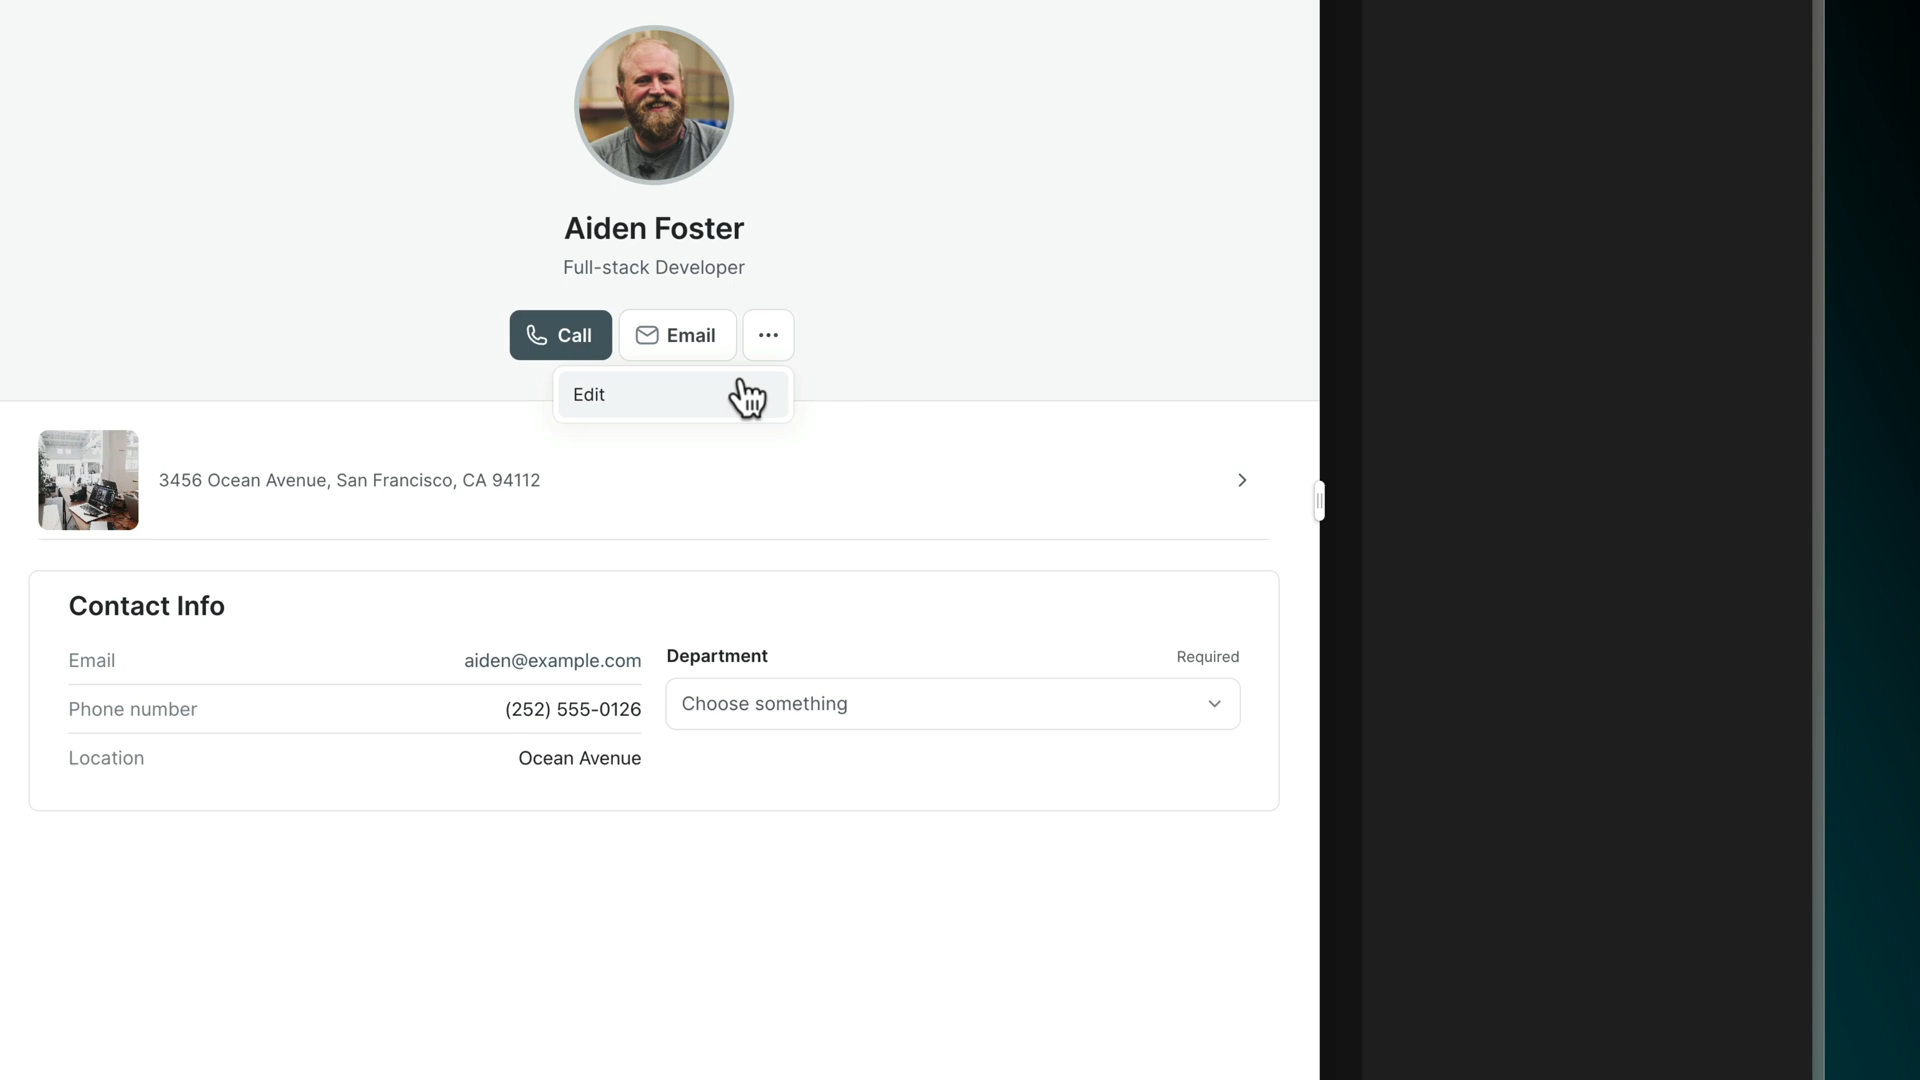 Aiden Foster
Full-stack Developer
Call
Email
Edit
3456 Ocean Avenue, San Francisco, CA 94112
Contact Info
Email
aiden@example.com
Phone number
(252) 555-0126
Location
Ocean Avenue
Department
Required
Choose something